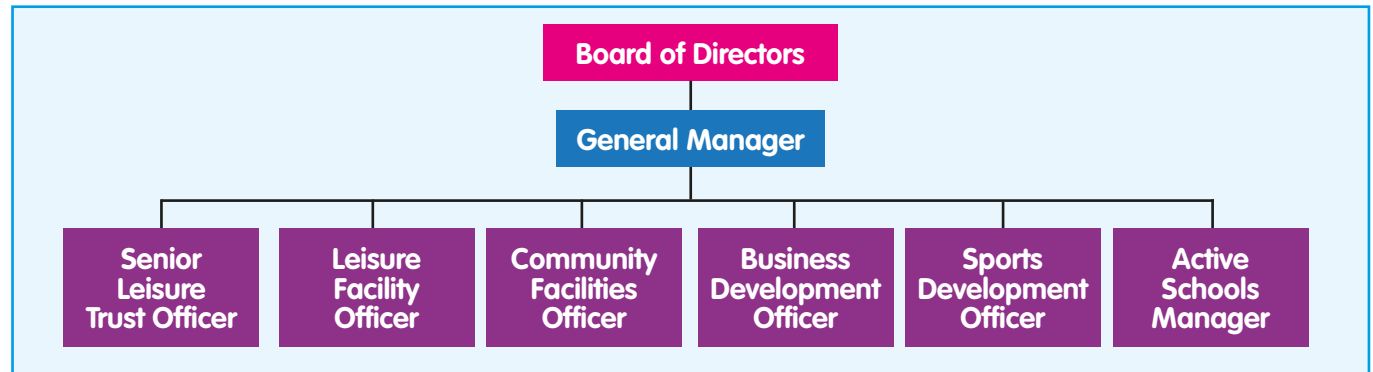 Board of Directors
General Manager
Senior
Leisure
Trust Officer
Leisure
Facility
Officer
Community
Facilities
Officer
Business
Development
Officer
Sports
Development
Officer
Active
Schools
Manager